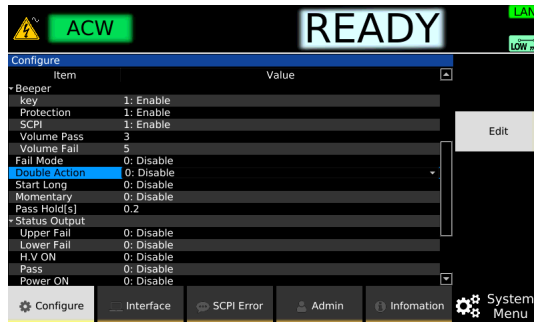 ACW READY LAN
LOW
Configure
Item Value
Beeper
key 1: Enable
Protection 1: Enable
SCPI 1: Enable
Volume Pass 3
Volume Fail 5
Fail Mode 0: Disable
Double Action 0: Disable
Start Long 0: Disable
Momentary 0: Disable
Pass Hold[s] 0.2
Status Output
Upper Fail 0: Disable
Lower Fail 0: Disable
H.V ON 0: Disable
Pass 0: Disable
Power ON 0: Disable
Edit
Configure Interface SCPI Error Admin Infomation System
Menu